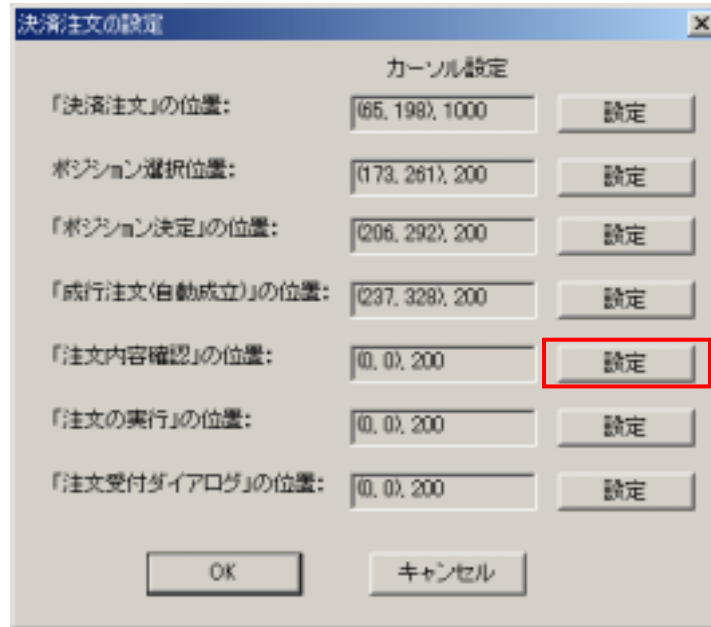 決済注文の設定
カーソル設定
「決済注文」の位置: (65, 198), 1000 設定
ポジション選択位置: (173, 261), 200 設定
「ポジション決定」の位置: (206, 292), 200 設定
「成行注文(自動成立)」の位置: (237, 328), 200 設定
「注文内容確認」の位置: (0, 0), 200 設定
「注文の実行」の位置: (0, 0), 200 設定
「注文受付ダイアログ」の位置: (0, 0), 200 設定
OK キャンセル